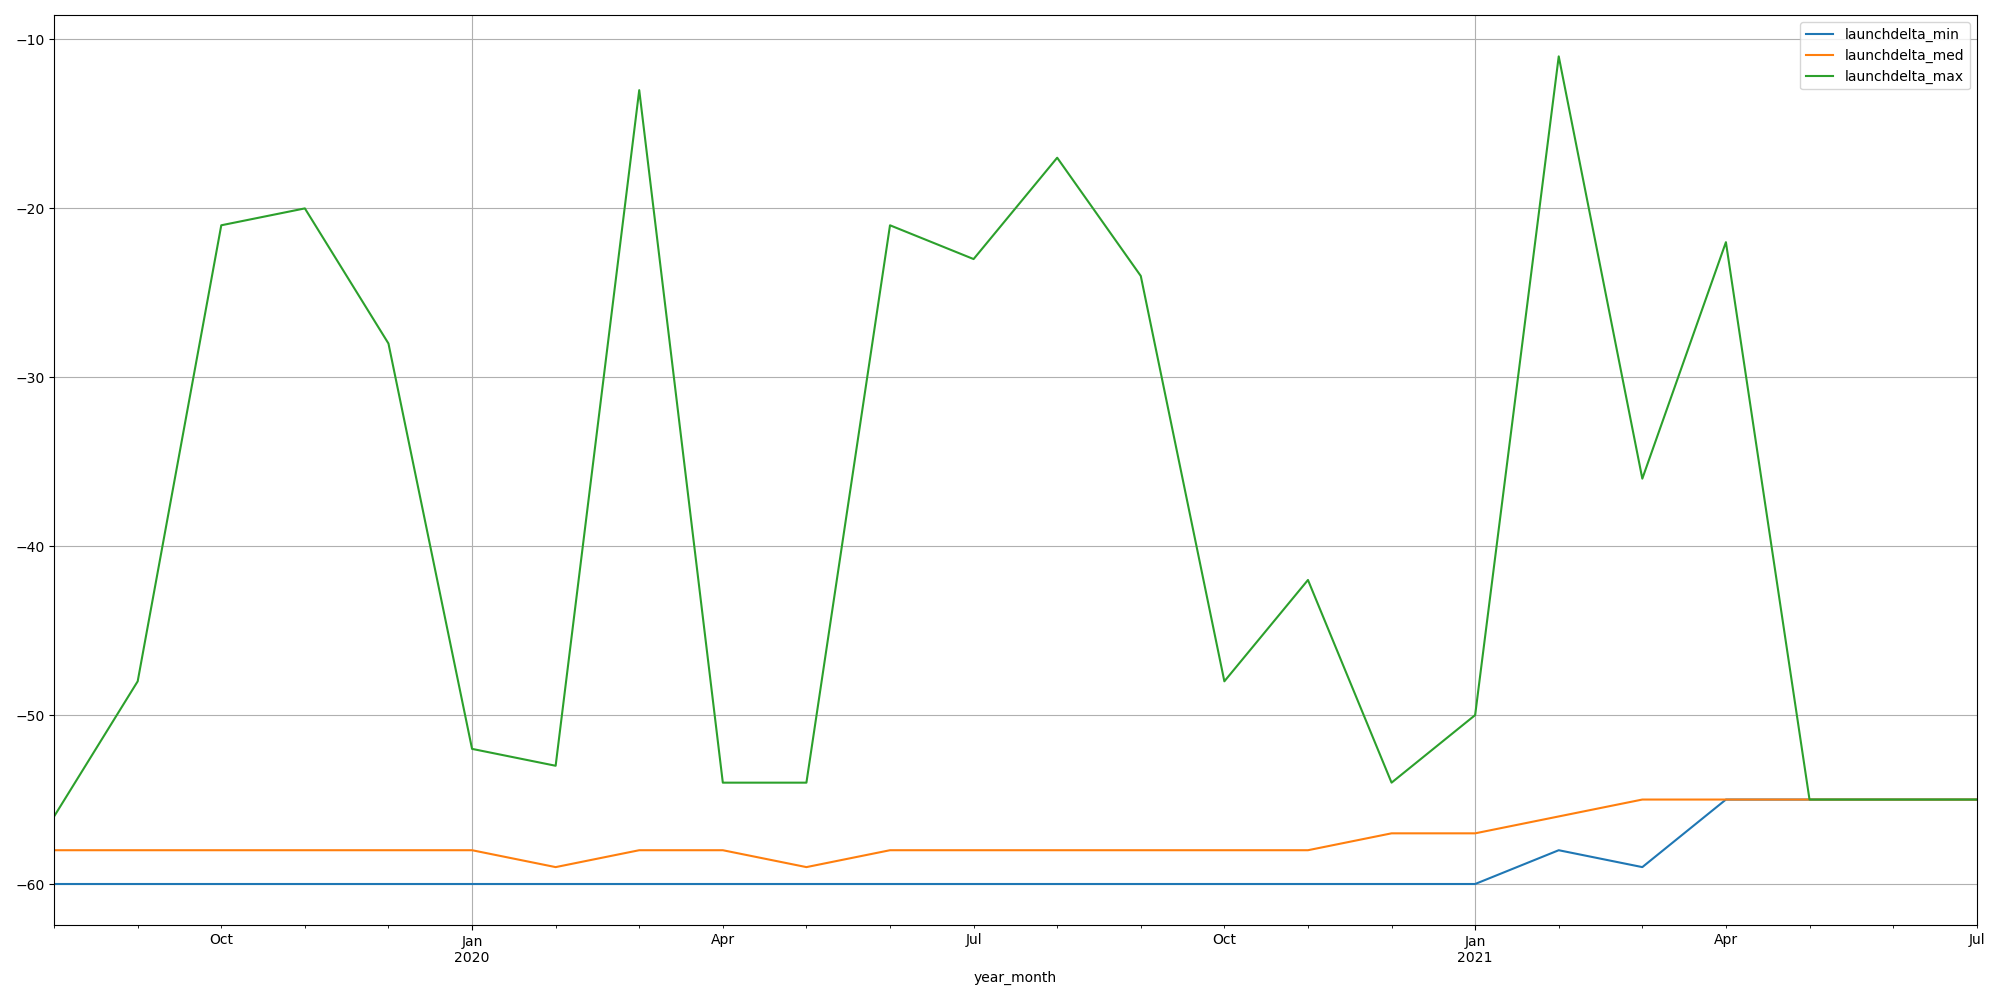 launchdelta_min
launchdelta_med
launchdelta_max
−10
−20
−30
−40
−50
−60
Oct
Jan
2020
Apr
Jul
Oct
Jan
2021
Apr
Jul
year_month